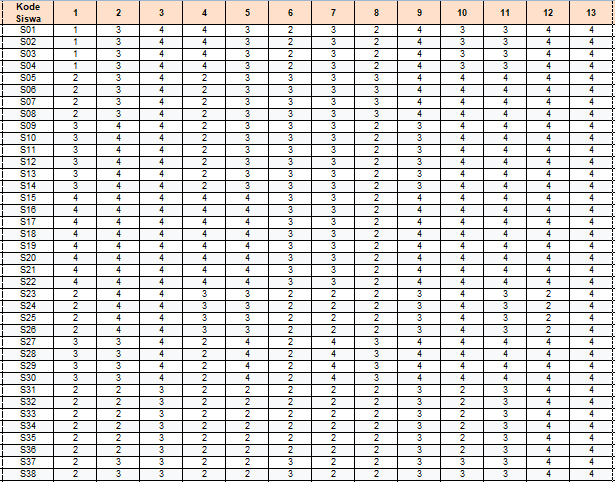 Kode Siswa 1 2 3 4 5 6 7 8 9 10 11 12 13
S01 1 3 4 4 3 2 3 2 4 3 3 4 4
S02 1 3 4 4 3 2 3 2 4 3 3 4 4
S03 1 3 4 4 3 2 3 2 4 3 3 4 4
S04 1 3 4 4 3 2 3 2 4 3 3 4 4
S05 2 3 4 2 3 3 3 3 4 4 4 4 4
S06 2 3 4 2 3 3 3 3 4 4 4 4 4
S07 2 3 4 2 3 3 3 3 4 4 4 4 4
S08 2 3 4 2 3 3 3 3 4 4 4 4 4
S09 3 4 4 2 3 3 3 2 3 4 4 4 4
S10 3 4 4 2 3 3 3 2 3 4 4 4 4
S11 3 4 4 2 3 3 3 2 3 4 4 4 4
S12 3 4 4 2 3 3 3 2 3 4 4 4 4
S13 3 4 4 2 3 3 3 2 3 4 4 4 4
S14 3 4 4 2 3 3 3 2 3 4 4 4 4
S15 4 4 4 4 4 3 3 2 4 4 4 4 4
S16 4 4 4 4 4 3 3 2 4 4 4 4 4
S17 4 4 4 4 4 3 3 2 4 4 4 4 4
S18 4 4 4 4 4 3 3 2 4 4 4 4 4
S19 4 4 4 4 4 3 3 2 4 4 4 4 4
S20 4 4 4 4 4 3 3 2 4 4 4 4 4
S21 4 4 4 4 4 3 3 2 4 4 4 4 4
S22 4 4 4 4 4 3 3 2 4 4 4 4 4
S23 2 4 4 3 3 2 2 2 3 4 3 2 4
S24 2 4 4 3 3 2 2 2 3 4 3 2 4
S25 2 4 4 3 3 2 2 2 3 4 3 2 4
S26 2 4 4 3 3 2 2 2 3 4 3 2 4
S27 3 3 4 2 4 2 4 3 4 4 4 4 4
S28 3 3 4 2 4 2 4 3 4 4 4 4 4
S29 3 3 4 2 4 2 4 3 4 4 4 4 4
S30 3 3 4 2 4 2 4 3 4 4 4 4 4
S31 2 2 3 2 2 2 2 2 3 2 3 4 4
S32 2 2 3 2 2 2 2 2 3 2 3 4 4
S33 2 2 3 2 2 2 2 2 3 2 3 4 4
S34 2 2 3 2 2 2 2 2 3 2 3 4 4
S35 2 2 3 2 2 2 2 2 3 2 3 4 4
S36 2 2 3 2 2 2 2 2 3 2 3 4 4
S37 2 3 3 2 2 3 2 2 3 3 3 4 4
S38 2 3 3 2 2 3 2 2 3 3 3 4 4